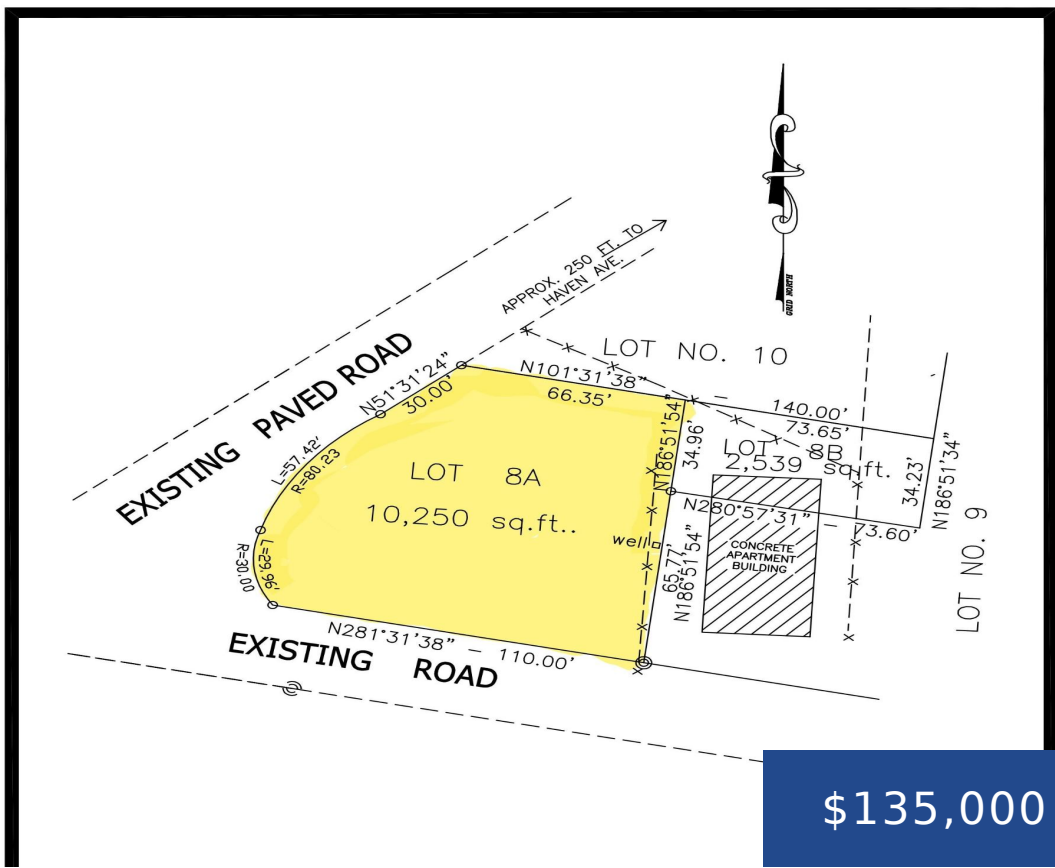 GRID NORTH
APPROX. 250 FT. TO
HAVEN AVE.
EXISTING PAVED ROAD
LOT NO. 10
N51°31'24”
30.00'
N101°31'38” – 140.00'
66.35'
73.65'
L=57.42'
R=80.23
LOT 8A
10,250 sq.ft..
N186°51'54”
34.96'
LOT 8B
2,539 sq.ft.
34.23'
N186°51'34”
N280°57'31” – 73.60'
well
CONCRETE
APARTMENT
BUILDING
LOT NO. 9
L=29.96'
R=30.00
65.77'
N186°51'54”
N281°31'38” – 110.00'
EXISTING ROAD
$135,000